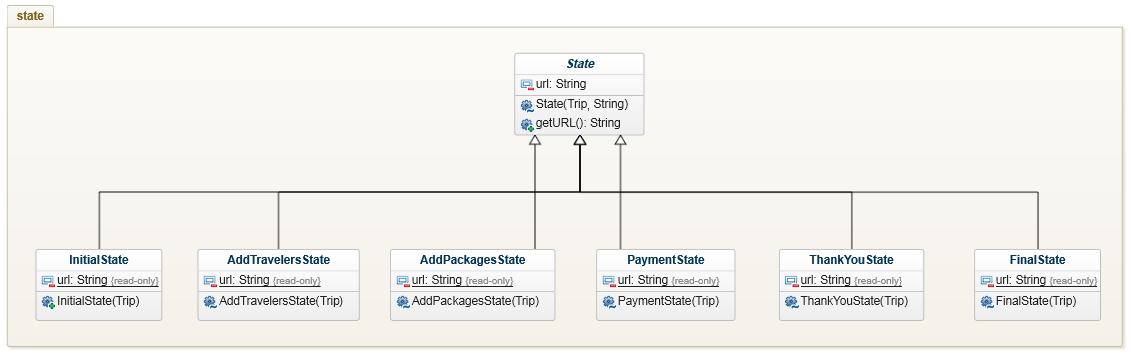 state
State
url: String
State(Trip, String)
getURL(): String
InitialState
url: String {read-only}
InitialState(Trip)
AddTravelersState
url: String {read-only}
AddTravelersState(Trip)
AddPackagesState
url: String {read-only}
AddPackagesState(Trip)
PaymentState
url: String {read-only}
PaymentState(Trip)
ThankYouState
url: String {read-only}
ThankYouState(Trip)
FinalState
url: String {read-only}
FinalState(Trip)